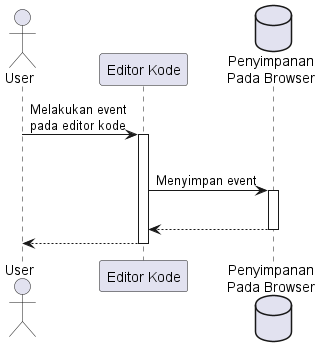 User
Editor Kode
Penyimpanan
Pada Browser
Melakukan event
pada editor kode
Menyimpan event
User
Editor Kode
Penyimpanan
Pada Browser